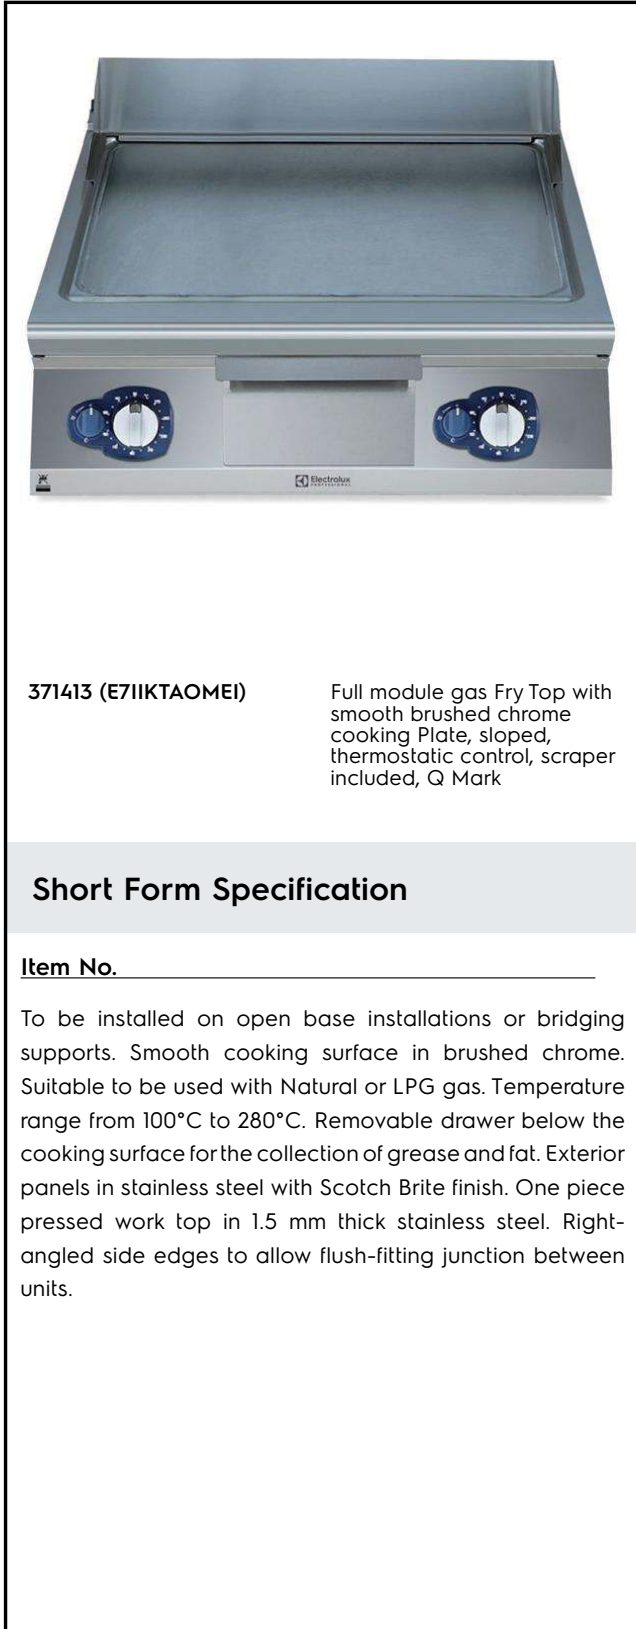 Electrolux
PROFESSIONAL
371413 (E7IIKTAOMEI)
Full module gas Fry Top with
smooth brushed chrome
cooking Plate, sloped,
thermostatic control, scraper
included, Q Mark
Short Form Specification
Item No.
To be installed on open base installations or bridging
supports. Smooth cooking surface in brushed chrome.
Suitable to be used with Natural or LPG gas. Temperature
range from 100°C to 280°C. Removable drawer below the
cooking surface for the collection of grease and fat. Exterior
panels in stainless steel with Scotch Brite finish. One piece
pressed work top in 1.5 mm thick stainless steel. Right-
angled side edges to allow flush-fitting junction between
units.